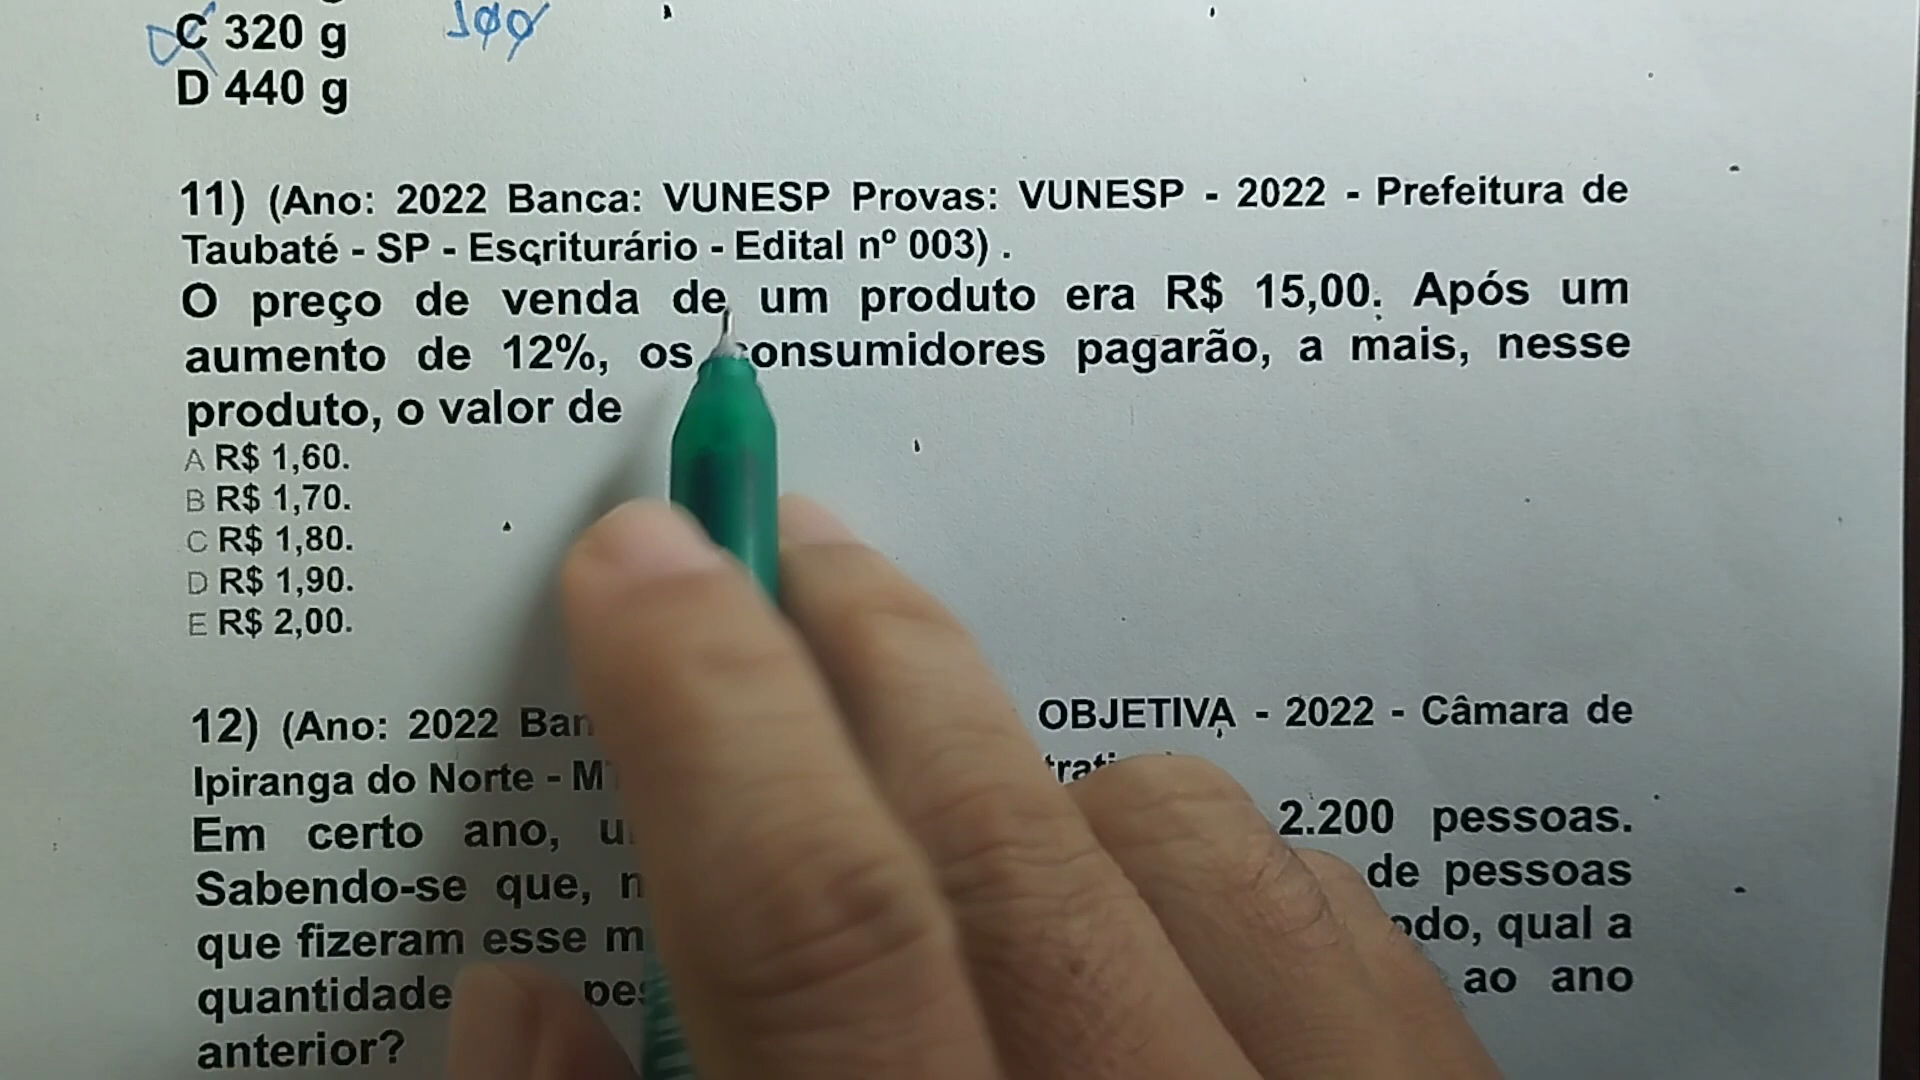 C 320 g 100
D 440 g
11) (Ano: 2022 Banca: VUNESP Provas: VUNESP - 2022 - Prefeitura de
Taubaté - SP - Escriturário - Edital nº 003) .
O preço de venda de um produto era R$ 15,00. Após um
aumento de 12%, os consumidores pagarão, a mais, nesse
produto, o valor de
A R$ 1,60.
B R$ 1,70.
C R$ 1,80.
D R$ 1,90.
E R$ 2,00.
12) (Ano: 2022 OBJETIVA - 2022 - Câmara de
Ipiranga do Norte -
Em certo ano, 2.200 pessoas.
Sabendo-se que, de pessoas
que fizeram esse qual a
quantidade ao ano
anterior?